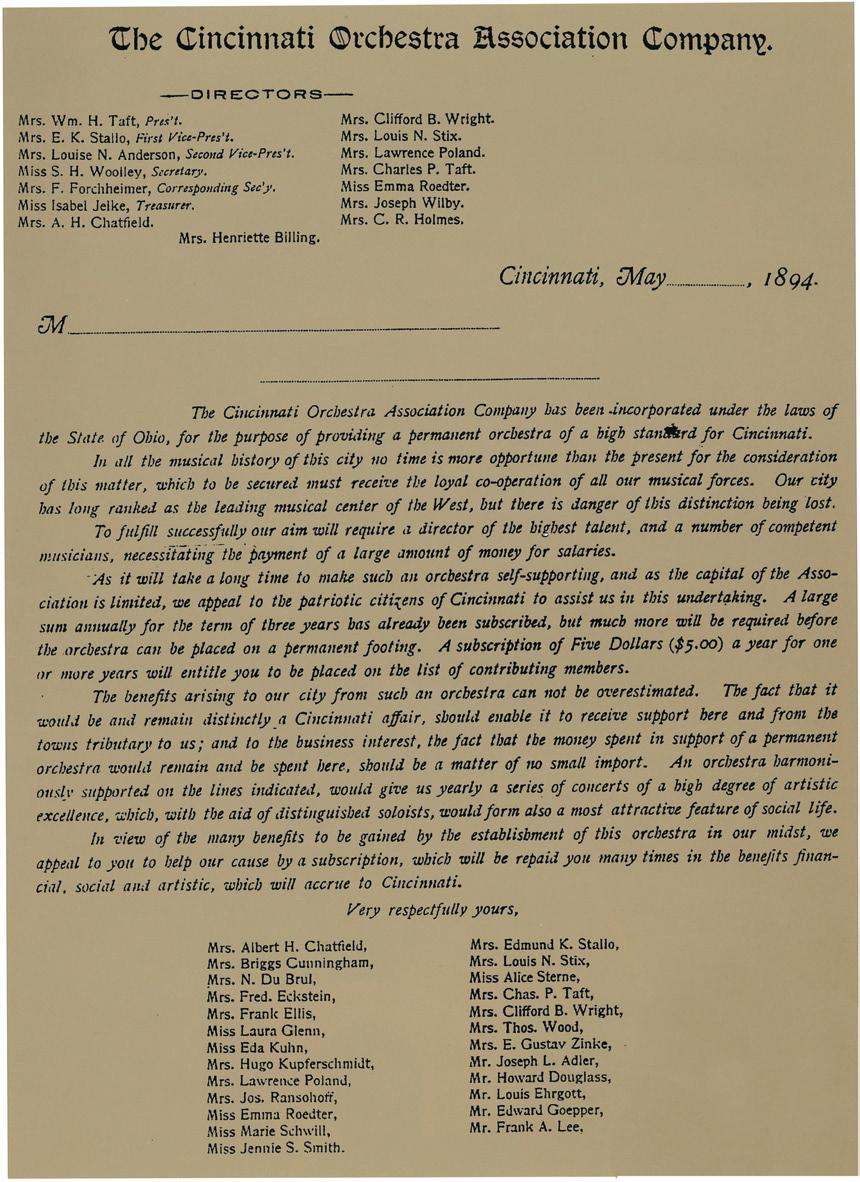 The Cincinnati Orchestra Association Company.
—DIRECTORS—
Mrs. Wm. H. Taft, Pres't.
Mrs. E. K. Stallo, First Vice-Pres't.
Mrs. Louise N. Anderson, Second Vice-Pres't.
Miss S. H. Woolley, Secretary.
Mrs. F. Forchheimer, Corresponding Sec'y.
Miss Isabel Jelke, Treasurer.
Mrs. A. H. Chatfield.
Mrs. Clifford B. Wright.
Mrs. Louis N. Stix.
Mrs. Lawrence Poland.
Mrs. Charles P. Taft.
Miss Emma Roedter.
Mrs. Joseph Wilby.
Mrs. C. R. Holmes.
Mrs. Henriette Billing.
Cincinnati, May............, 1894.
M
The Cincinnati Orchestra Association Company has been incorporated under the laws of
the State of Ohio, for the purpose of providing a permanent orchestra of a high standard for Cincinnati.
In all the musical history of this city no time is more opportune than the present for the consideration
of this matter, which to be secured must receive the loyal co-operation of all our musical forces. Our city
has long ranked as the leading musical center of the West, but there is danger of this distinction being lost.
To fulfill successfully our aim will require a director of the highest talent, and a number of competent
musicians, necessitating the payment of a large amount of money for salaries.
As it will take a long time to make such an orchestra self-supporting, and as the capital of the Asso-
ciation is limited, we appeal to the patriotic citizens of Cincinnati to assist us in this undertaking. A large
sum annually for the term of three years has already been subscribed, but much more will be required before
the orchestra can be placed on a permanent footing. A subscription of Five Dollars ($5.00) a year for one
or more years will entitle you to be placed on the list of contributing members.
The benefits arising to our city from such an orchestra can not be overestimated. The fact that it
would be and remain distinctly a Cincinnati affair, should enable it to receive support here and from the
towns tributary to us; and to the business interest, the fact that the money spent in support of a permanent
orchestra would remain and be spent here, should be a matter of no small import. An orchestra harmoni-
ously supported on the lines indicated, would give us yearly a series of concerts of a high degree of artistic
excellence, which, with the aid of distinguished soloists, would form also a most attractive feature of social life.
In view of the many benefits to be gained by the establishment of this orchestra in our midst, we
appeal to you to help our cause by a subscription, which will be repaid you many times in the benefits finan-
cial, social and artistic, which will accrue to Cincinnati.
Very respectfully yours,
Mrs. Albert H. Chatfield,
Mrs. Briggs Cunningham,
Mrs. N. Du Brul,
Mrs. Fred. Eckstein,
Mrs. Frank Ellis,
Miss Laura Glenn,
Miss Eda Kuhn,
Mrs. Hugo Kupferschmidt,
Mrs. Lawrence Poland,
Mrs. Jos. Ransohoff,
Miss Emma Roedter,
Miss Marie Schwill,
Miss Jennie S. Smith.
Mrs. Edmund K. Stallo,
Mrs. Louis N. Stix,
Miss Alice Sterne,
Mrs. Chas. P. Taft,
Mrs. Clifford B. Wright,
Mrs. Thos. Wood,
Mrs. E. Gustav Zinke,
Mr. Joseph L. Adler,
Mr. Howard Douglass,
Mr. Louis Ehrgott,
Mr. Edward Goepper,
Mr. Frank A. Lee.